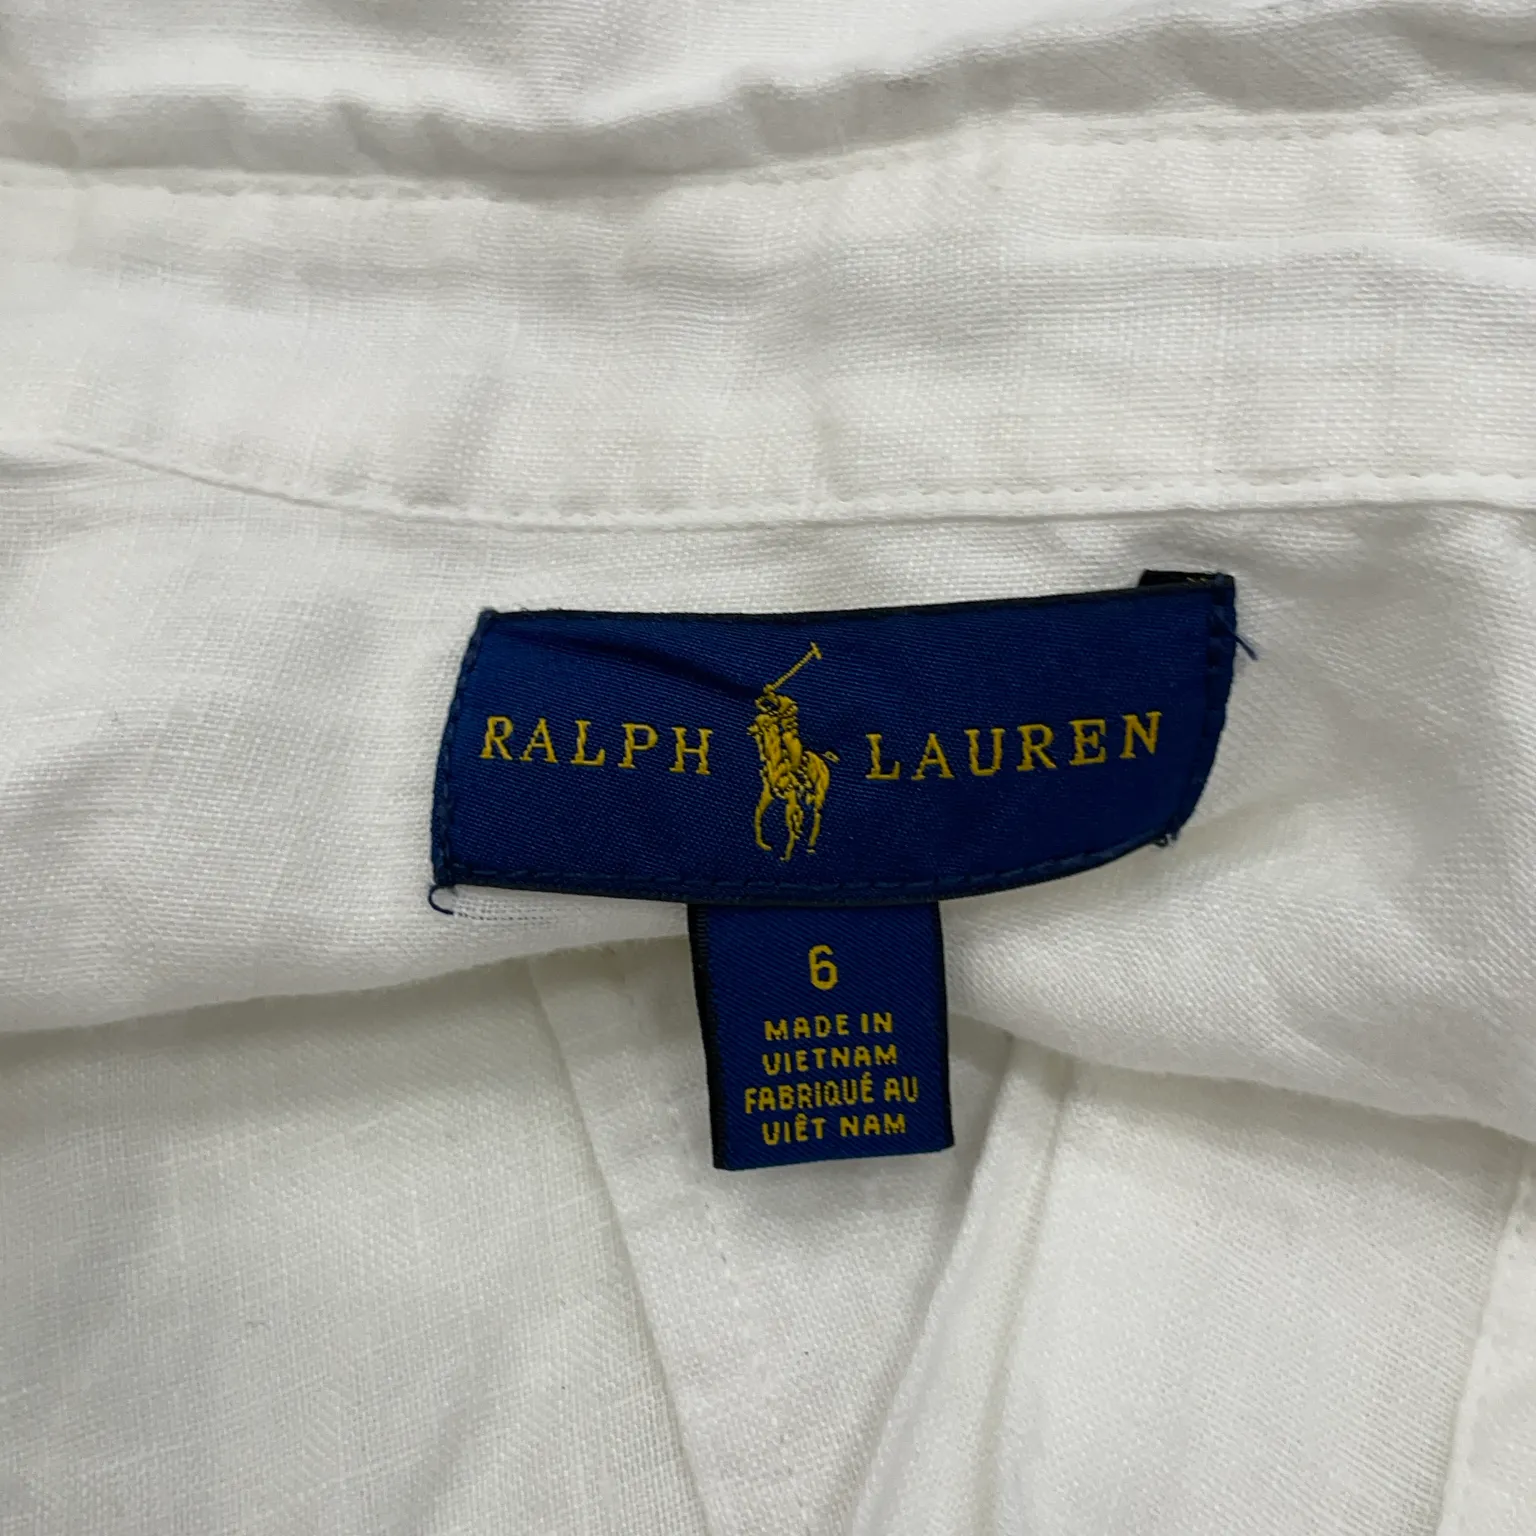 RALPH LAUREN
6
MADE IN
VIETNAM
FABRIQUÉ AU
VIÊT NAM